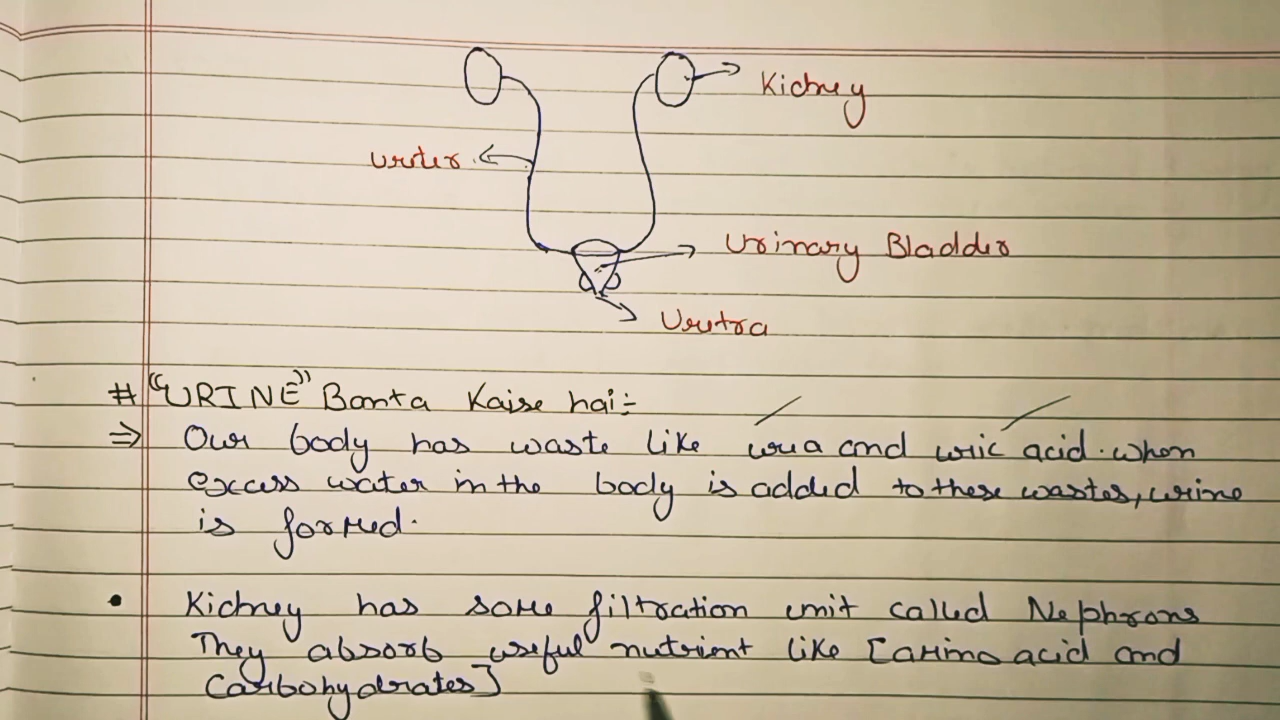 Kidney
ureter
Urinary Bladder
Uretra
# "URINE" Banta Kaise hai:-
⇒ Our body has waste like urea and uric acid. when
excess water in the body is added to these wastes, urine
is formed.
• Kidney has some filtration unit called Nephrons
They absorb useful nutrient like [amino acid and
Carbohydrates]